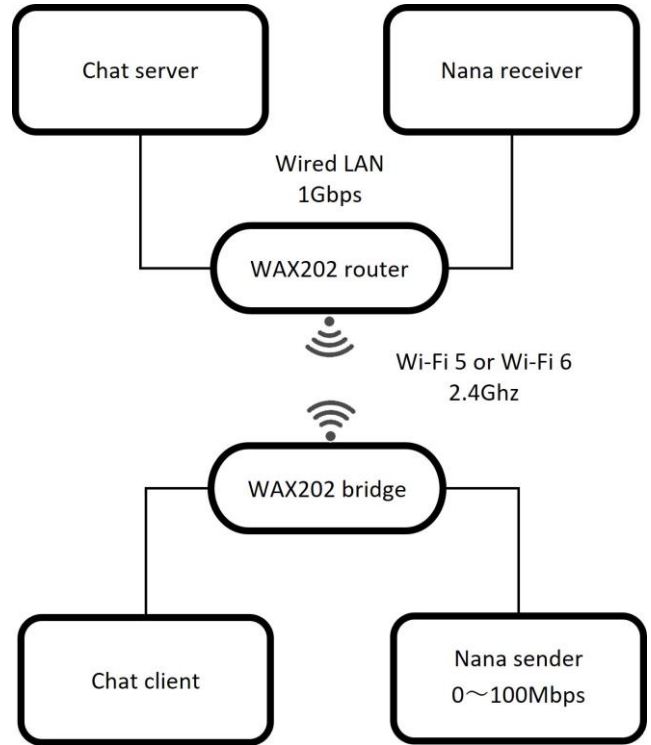 Chat server
Nana receiver
Wired LAN
1Gbps
WAX202 router
Wi-Fi 5 or Wi-Fi 6
2.4Ghz
WAX202 bridge
Chat client
Nana sender
0～100Mbps